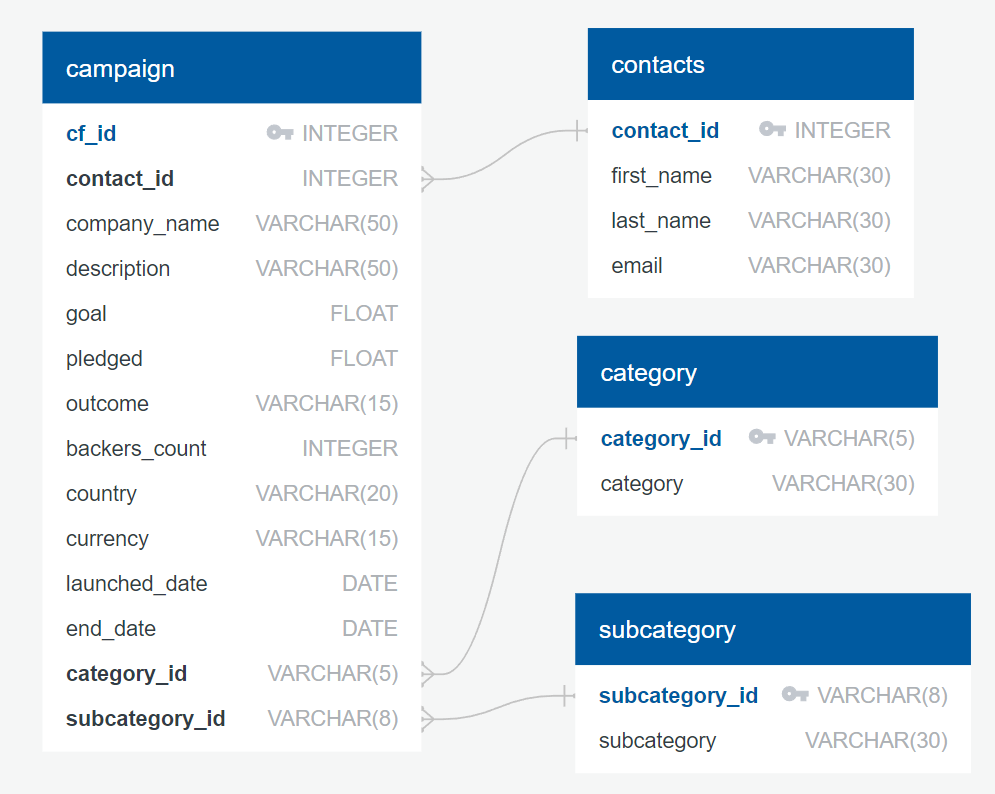 campaign
cf_id INTEGER
contact_id INTEGER
company_name VARCHAR(50)
description VARCHAR(50)
goal FLOAT
pledged FLOAT
outcome VARCHAR(15)
backers_count INTEGER
country VARCHAR(20)
currency VARCHAR(15)
launched_date DATE
end_date DATE
category_id VARCHAR(5)
subcategory_id VARCHAR(8)
contacts
contact_id INTEGER
first_name VARCHAR(30)
last_name VARCHAR(30)
email VARCHAR(30)
category
category_id VARCHAR(5)
category VARCHAR(30)
subcategory
subcategory_id VARCHAR(8)
subcategory VARCHAR(30)